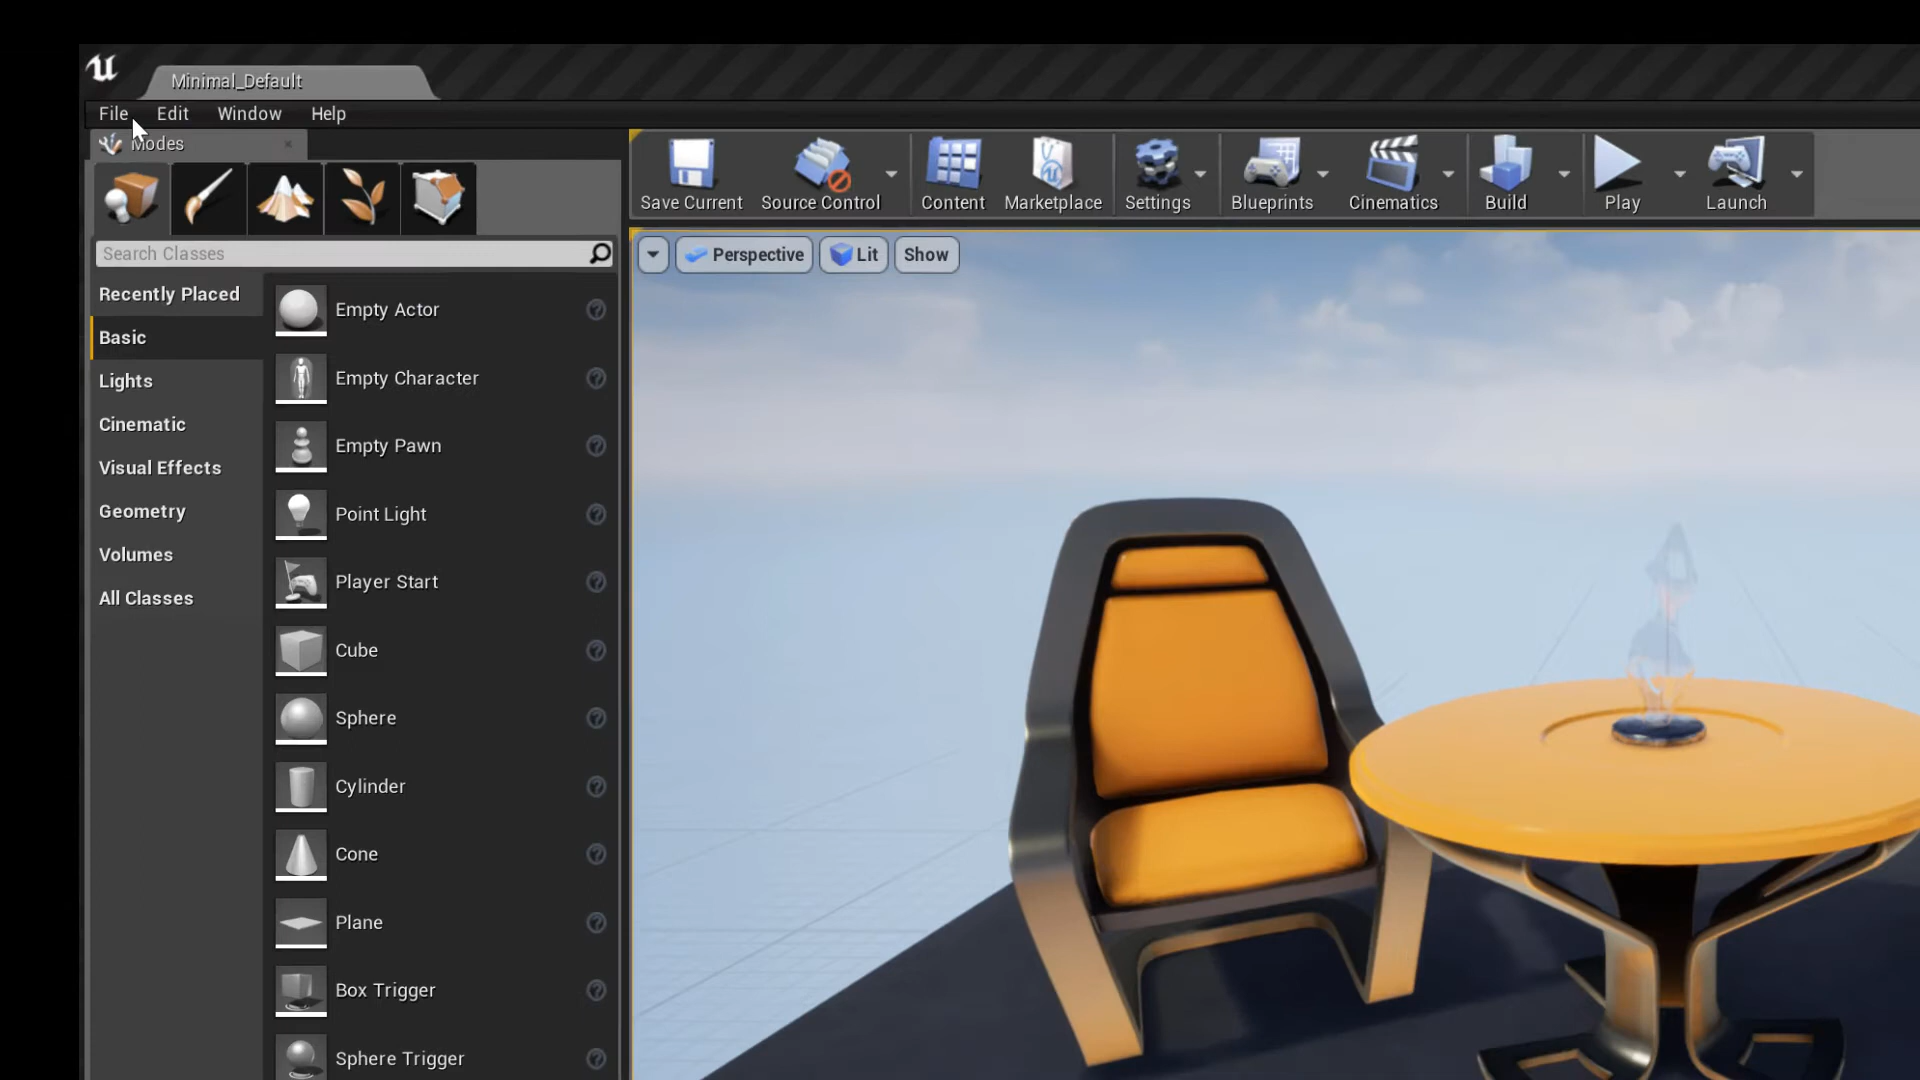 Minimal_Default
File Edit Window Help
Modes
Save Current Source Control Content Marketplace Settings Blueprints Cinematics Build Play Launch
Search Classes
Perspective Lit Show
Recently Placed
Basic
Lights
Cinematic
Visual Effects
Geometry
Volumes
All Classes
Empty Actor
Empty Character
Empty Pawn
Point Light
Player Start
Cube
Sphere
Cylinder
Cone
Plane
Box Trigger
Sphere Trigger